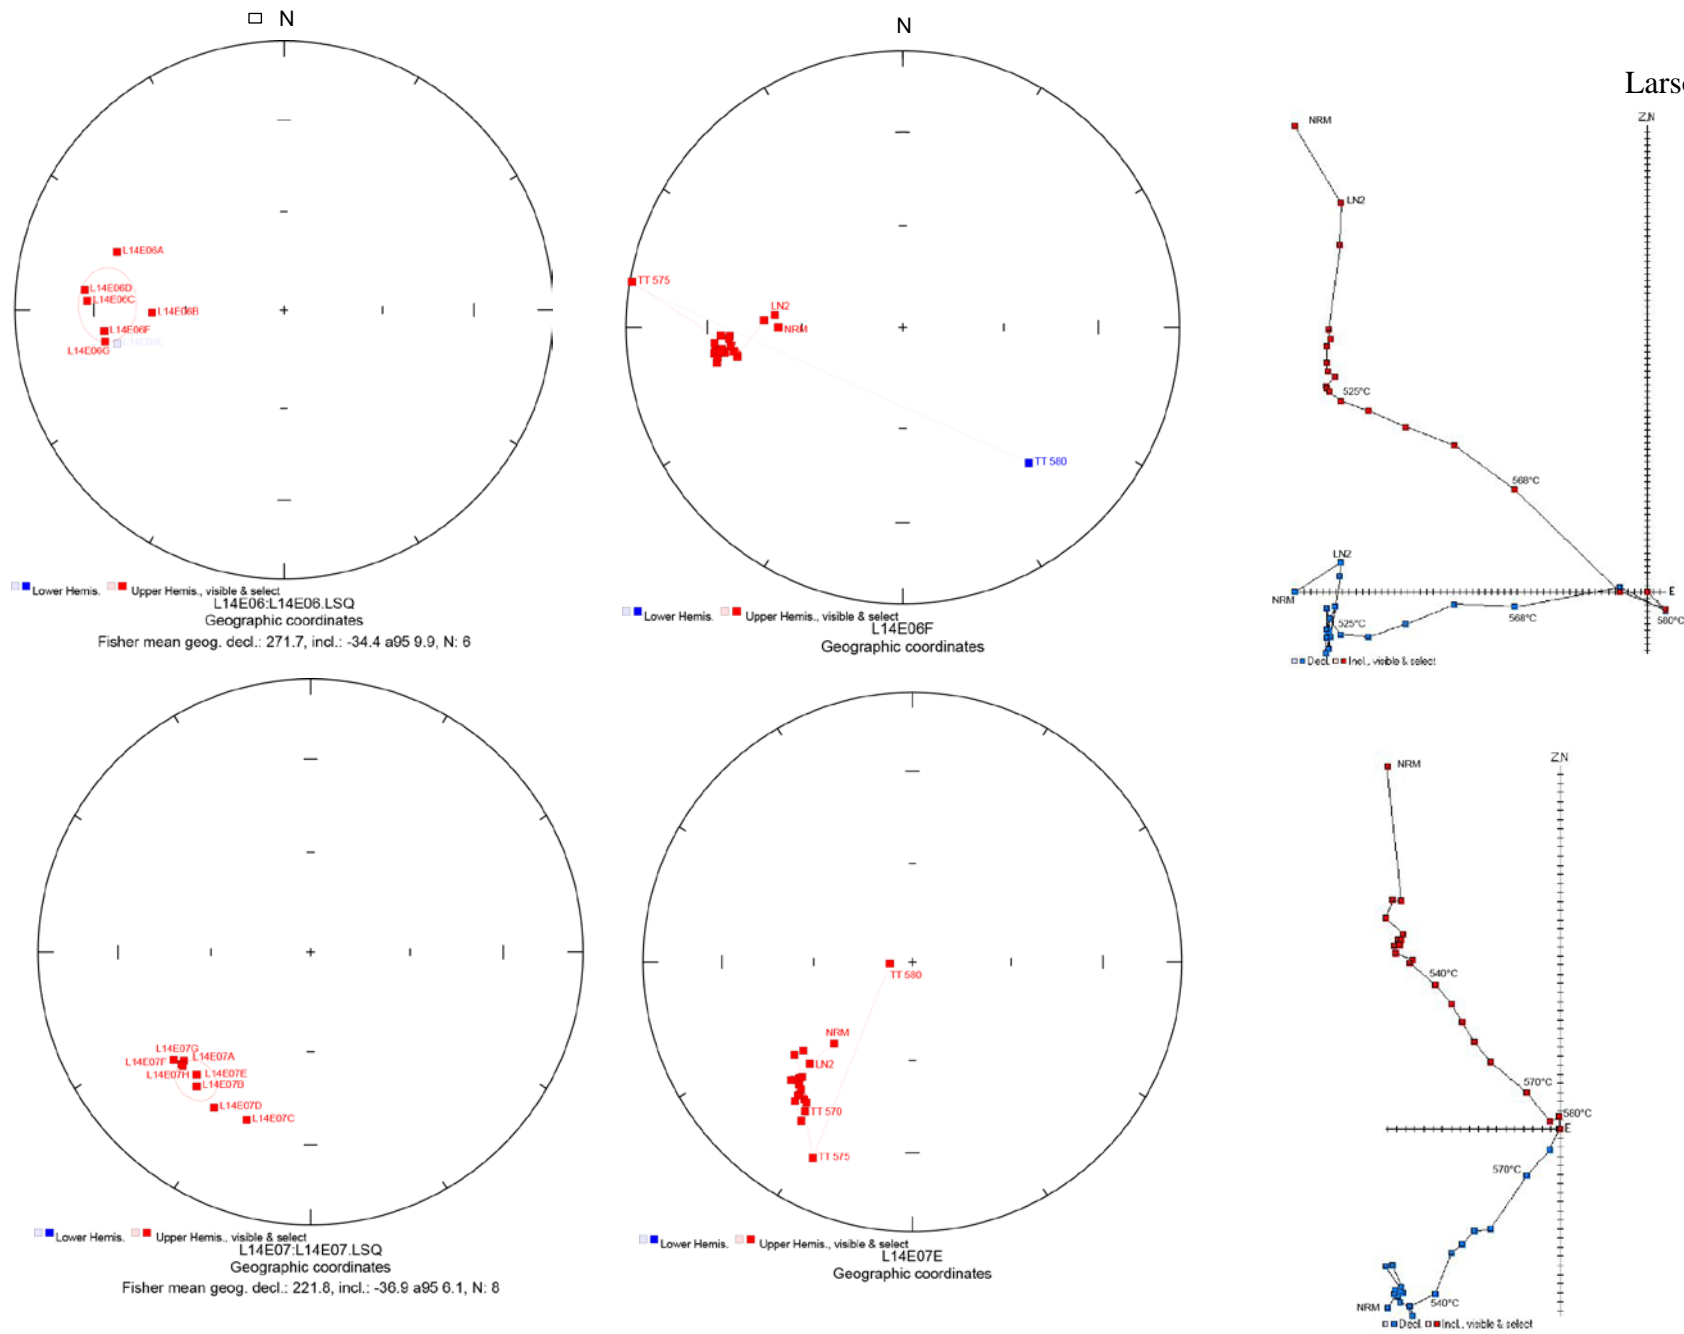 N
L14E06A
L14E06D
L14E06C
L14E06B
L14E06F
L14E06G
L14E06E
Lower Hemis. Upper Hemis., visible & select
L14E06:L14E06.LSQ
Geographic coordinates
Fisher mean geog. decl.: 271.7, incl.: -34.4 a95 9.9, N: 6
N
TT 575
LN2
NRM
TT 580
Lower Hemis. Upper Hemis., visible & select
L14E06F
Geographic coordinates
Z,N
NRM
LN2
525°C
568°C
LN2
E
NRM
525°C
568°C
580°C
Decl. Incl., visible & select
L14E07G
L14E07A
L14E07F
L14E07H
L14E07E
L14E07B
L14E07D
L14E07C
Lower Hemis. Upper Hemis., visible & select
L14E07:L14E07.LSQ
Geographic coordinates
Fisher mean geog. decl.: 221.8, incl.: -36.9 a95 6.1, N: 8
TT 580
NRM
LN2
TT 570
TT 575
Lower Hemis. Upper Hemis., visible & select
L14E07E
Geographic coordinates
Z,N
NRM
540°C
570°C
580°C
E
570°C
NRM
540°C
Decl. Incl., visible & select